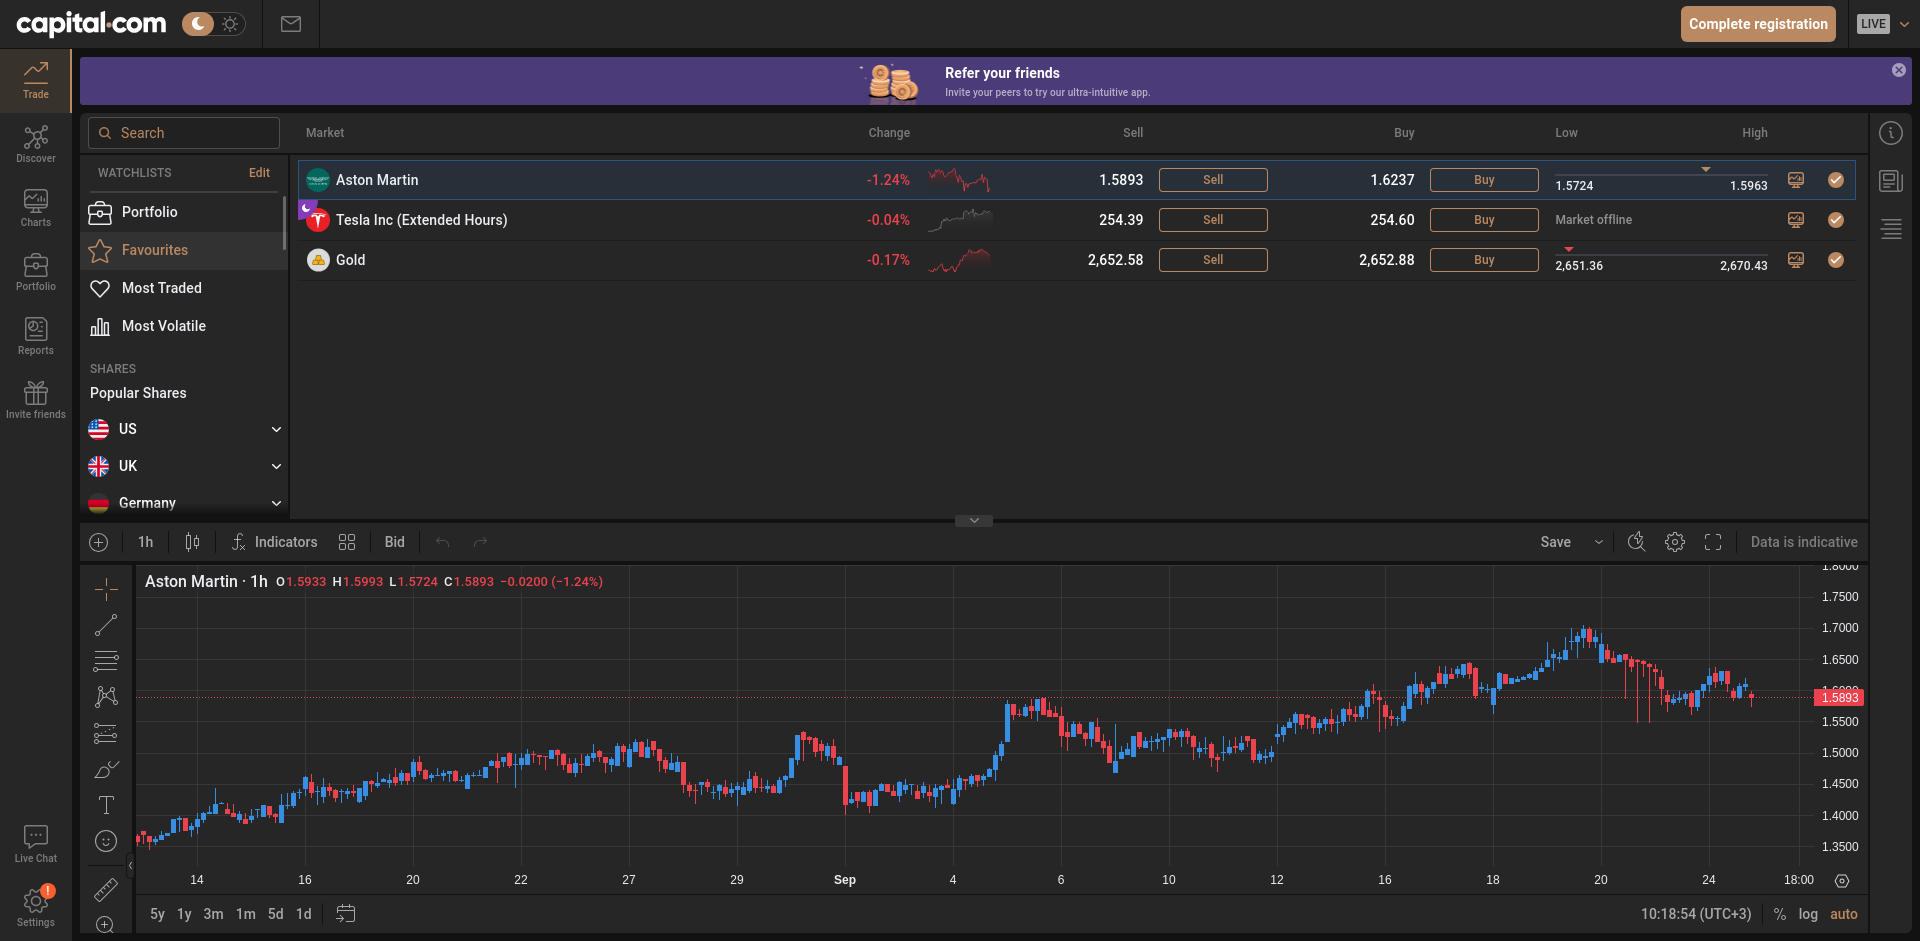 capital.com
Complete registration
LIVE
Trade
Discover
Charts
Portfolio
Reports
Invite friends
Live Chat
!
Settings
Refer your friends
Invite your peers to try our ultra-intuitive app.
Search
Market Change Sell Buy Low High
WATCHLISTS Edit
Portfolio
Favourites
Most Traded
Most Volatile
SHARES
Popular Shares
US
UK
Germany
Aston Martin -1.24% 1.5893 Sell 1.6237 Buy 1.5724 1.5963
Tesla Inc (Extended Hours) -0.04% 254.39 Sell 254.60 Buy Market offline
Gold -0.17% 2,652.58 Sell 2,652.88 Buy 2,651.36 2,670.43
1h Indicators Bid Save Data is indicative
Aston Martin · 1h O1.5933 H1.5993 L1.5724 C1.5893 −0.0200 (−1.24%)
1.8000
1.7500
1.7000
1.6500
1.6000
1.5893
1.5500
1.5000
1.4500
1.4000
1.3500
14 16 20 22 27 29 Sep 4 6 10 12 16 18 20 24 18:00
5y 1y 3m 1m 5d 1d 10:18:54 (UTC+3) % log auto